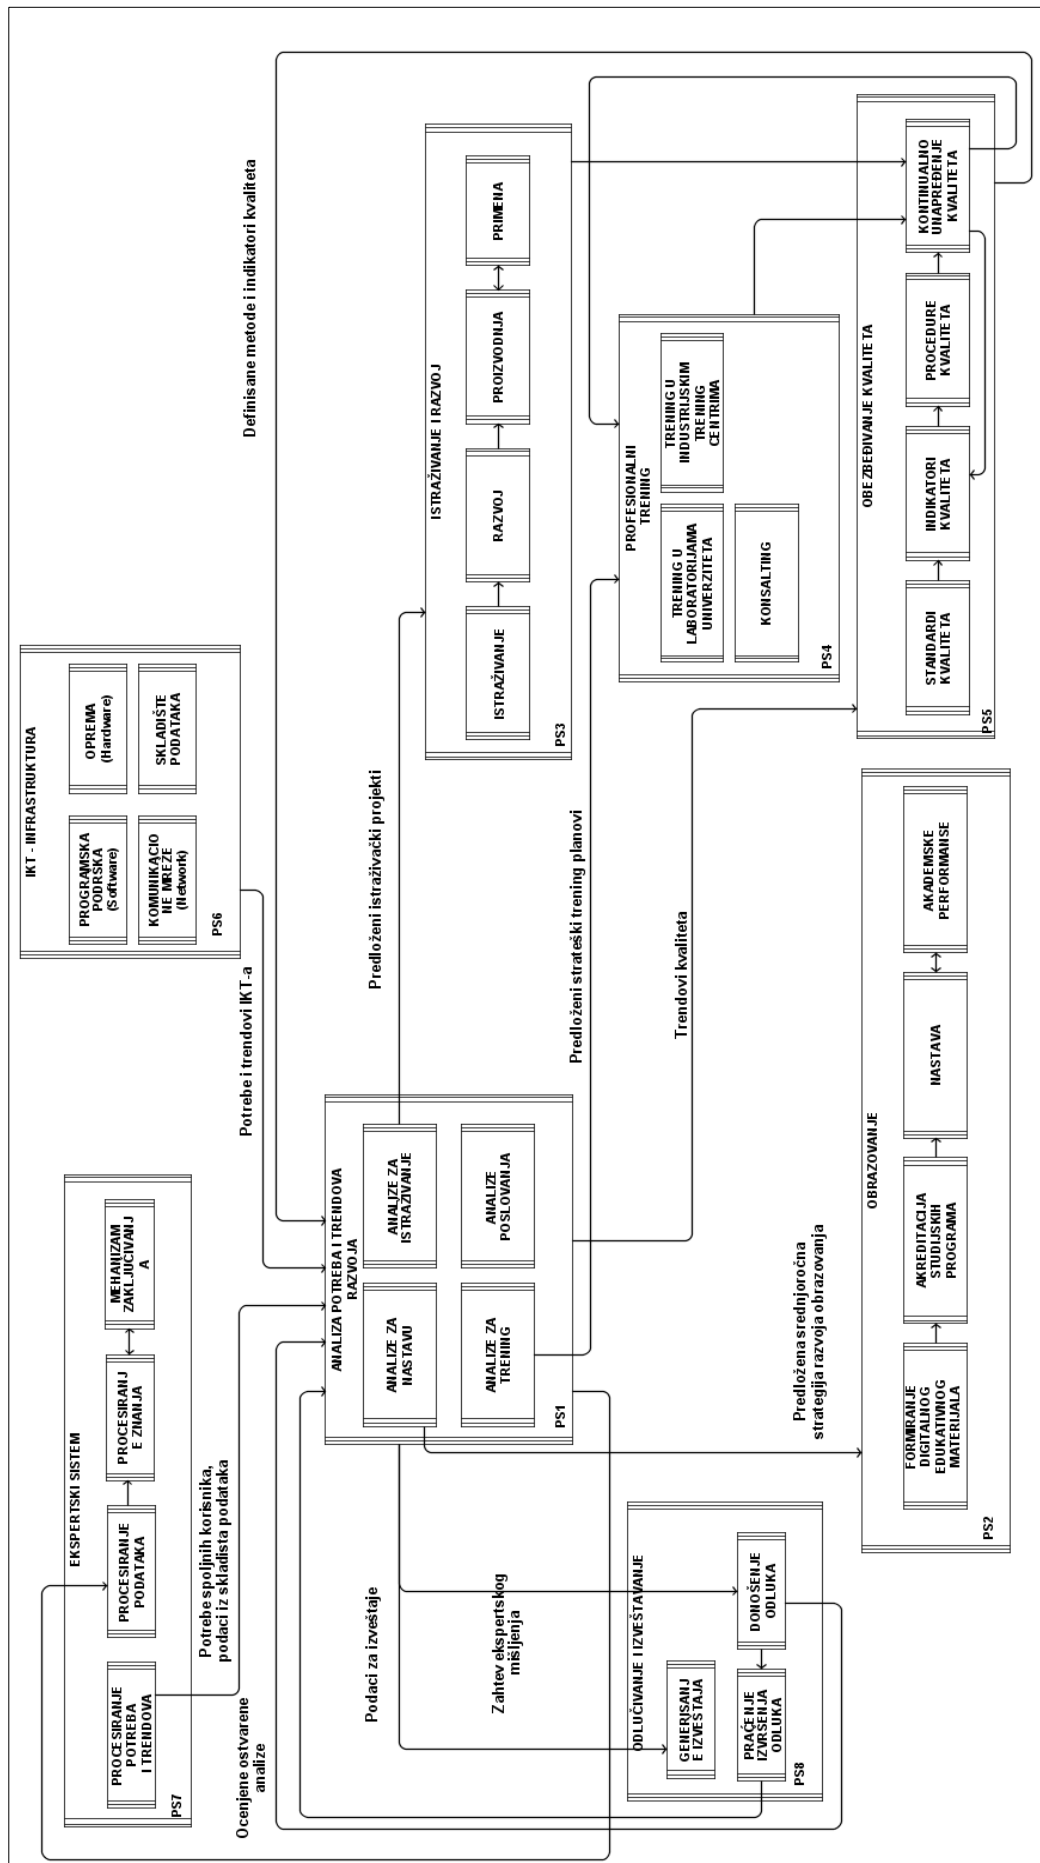 EKSPERTSKI SISTEM
PROCESIRANJE
POTREBA
I TRENDOVA
PROCESIRANJE
PODATAKA
PROCESIRANJ
E ZNANJA
MEHANIZAM
ZAKLJUČIVANJ
A
PS7
IKT - INFRASTRUKTURA
PROGRAMSKA
PODRŠKA
(Software)
OPREMA
(Hardware)
KOMUNIKACIO
NE MREŽE
(Network)
SKLADIŠTE
PODATAKA
PS6
Potrebe spoljnih korisnika,
podaci iz skladista podataka
Potrebe i trendovi IKT-a
Definisane metode i indikatori kvaliteta
Ocenjene ostvarene
analize
ANALIZA POTREBA I TRENDOVA
RAZVOJA
ANALIZE ZA
NASTAVU
ANALIZE ZA
ISTRAŽIVANJE
ANALIZE ZA
TRENING
ANALIZE
POSLOVANJA
PS1
Podaci za izveštaje
Zahtev ekspertskog
mišljenja
Predloženi istraživački projekti
Predloženi strateški trening planovi
Trendovi kvaliteta
Predložena srednjoročna
strategija razvoja obrazovanja
ISTRAŽIVANJE I RAZVOJ
ISTRAŽIVANJE
RAZVOJ
PROIZVODNJA
PRIMENA
PS3
PROFESIONALNI
TRENING
TRENING U
LABORATORIJAMA
UNIVERZITETA
TRENING U
INDUSTRIJSKIM
TRENING
CENTRIMA
KONSALTING
PS4
ODLUČIVANJE I IZVEŠTAVANJE
GENERISANJ
E IZVEŠTAJA
PRAĆENJE
IZVRŠENJA
ODLUKA
DONOŠENJE
ODLUKA
PS8
OBRAZOVANJE
FORMIRANJE
DIGITALNOG
EDUKATIVNOG
MATERIJALA
AKREDITACIJA
STUDIJSKIH
PROGRAMA
NASTAVA
AKADEMSKE
PERFORMANSE
PS2
OBEZBEĐIVANJE KVALITETA
STANDARDI
KVALITETA
INDIKATORI
KVALITETA
PROCEDURE
KVALITETA
KONTINUALNO
UNAPREĐENJE
KVALITETA
PS5